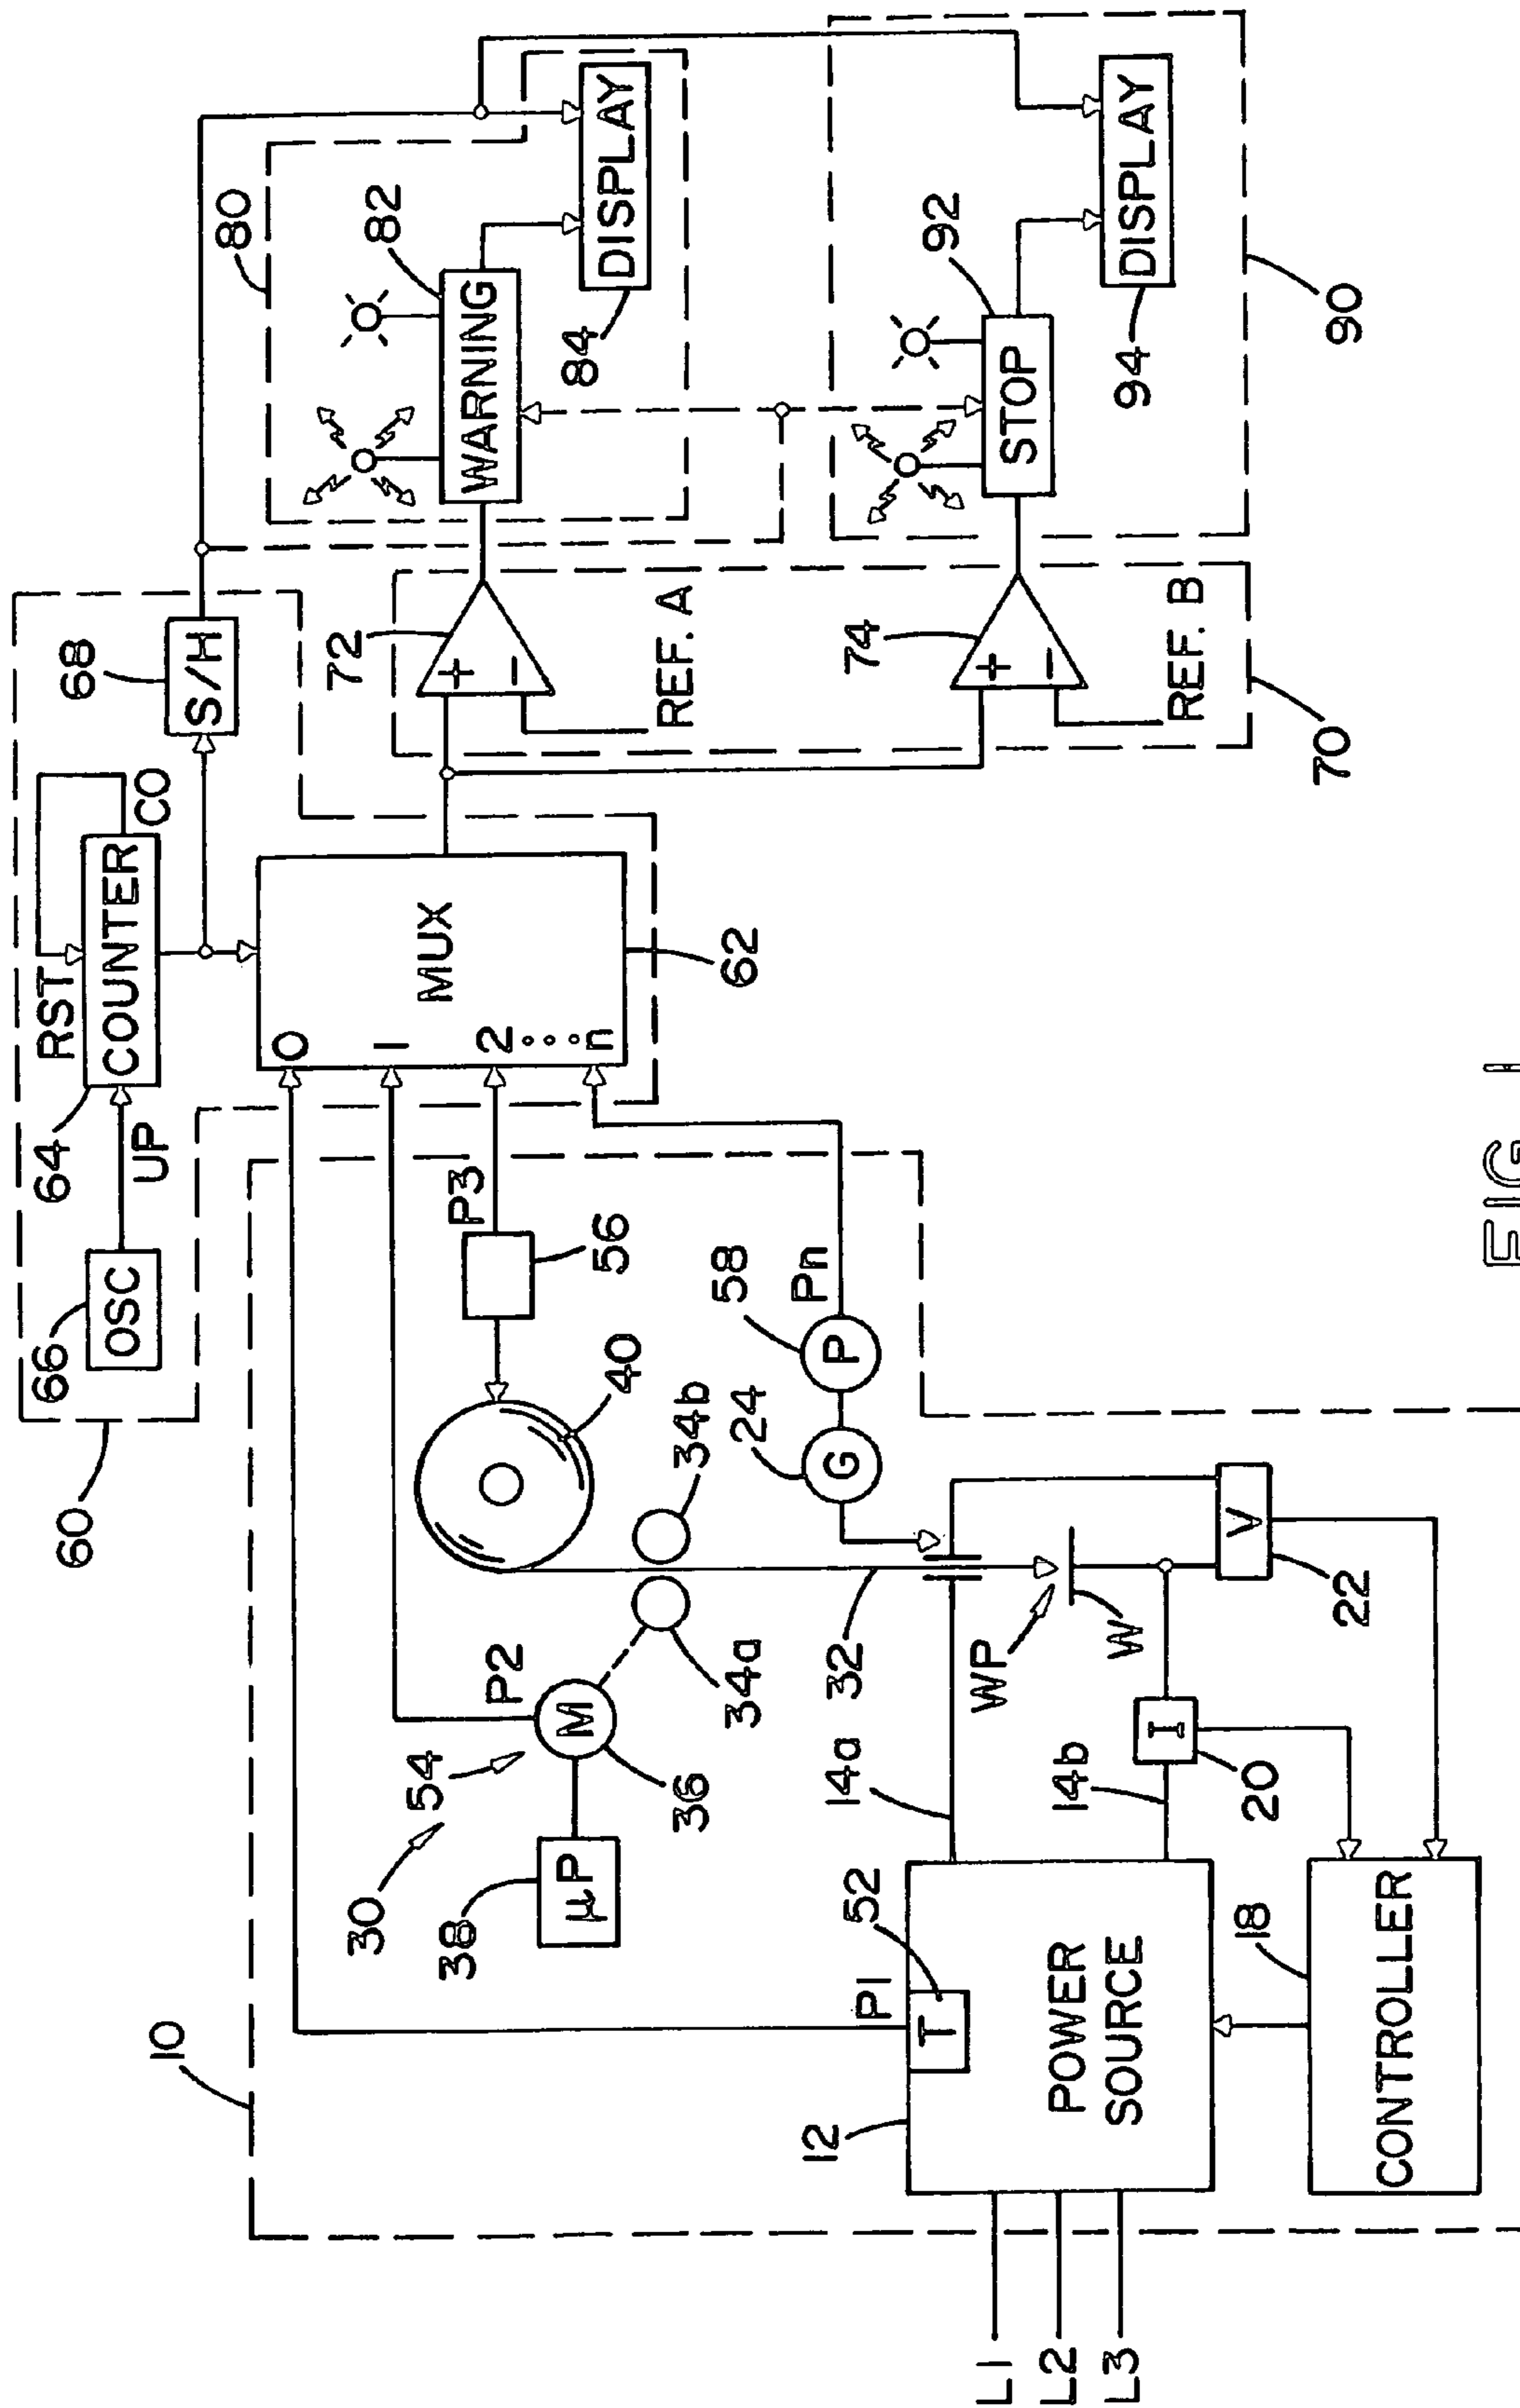 60
66
OSC
UP
64
RST
COUNTER
CO
68
S/H
80
0
1
2
n
MUX
62
72
+
−
REF. A
74
+
−
REF. B
70
82
WARNING
84
DISPLAY
92
STOP
94
DISPLAY
90
10
30
54
38
μP
P2
M
36
34a
34b
40
56
P3
24
G
58
P
Pn
32
WP
W
V
22
P1
52
T
12
POWER
SOURCE
14a
14b
I
20
18
CONTROLLER
L1
L2
L3
FIG. 1